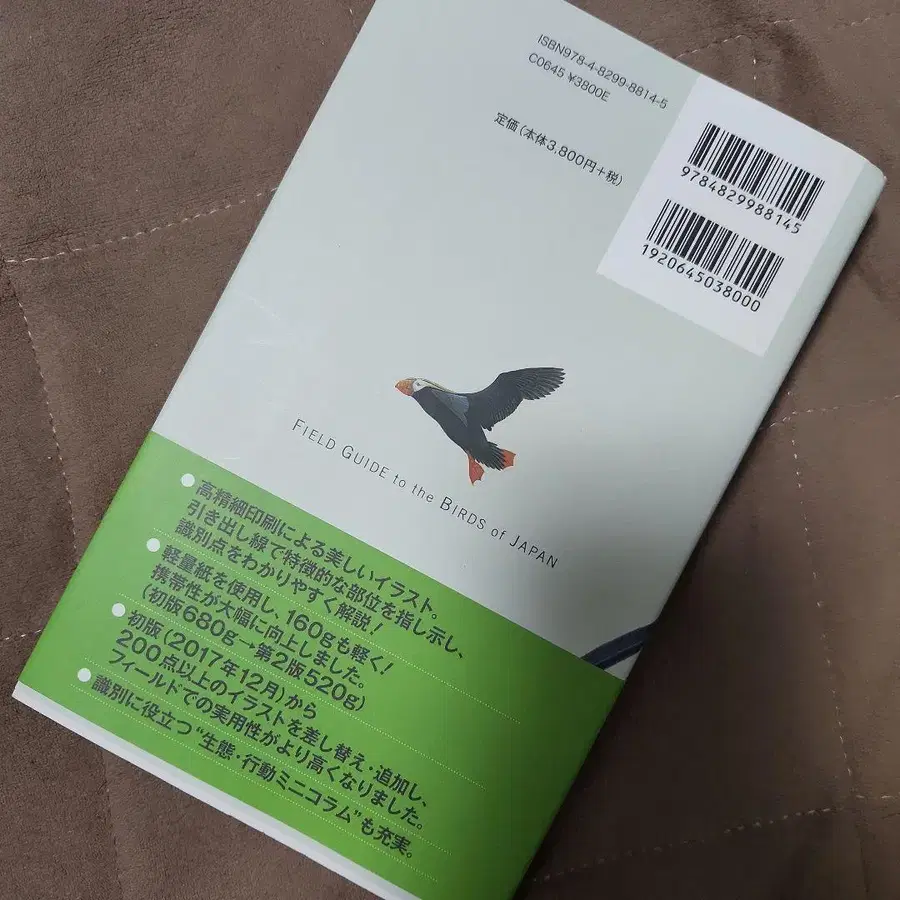 ISBN978-4-8299-8814-5
C0645 ¥3800E
定価(本体3,800円+税)
9784829988145
1920645038000
FIELD GUIDE to the BIRDS of JAPAN
●高精細印刷による美しいイラスト。
引き出し線で特徴的な部位を指し示し、
識別点をわかりやすく解説!
●軽量紙を使用し、160gも軽く!
携帯性が大幅に向上しました。
(初版680g→第2版520g)
●初版(2017年12月)から
200点以上のイラストを差し替え・追加し、
フィールドでの実用性がより高くなりました。
●識別に役立つ“生態・行動ミニコラム”も充実。